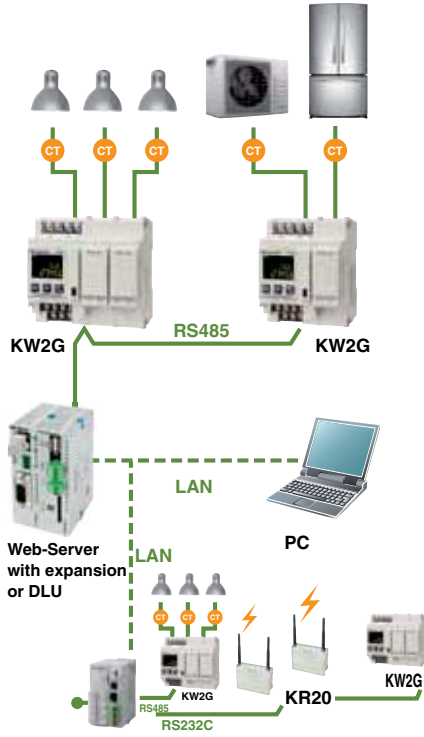 CT CT CT CT CT
RS485
KW2G KW2G
LAN
PC
Web-Server
with expansion
or DLU
LAN
CT CT CT
KW2G
KR20
KW2G
RS485
RS232C